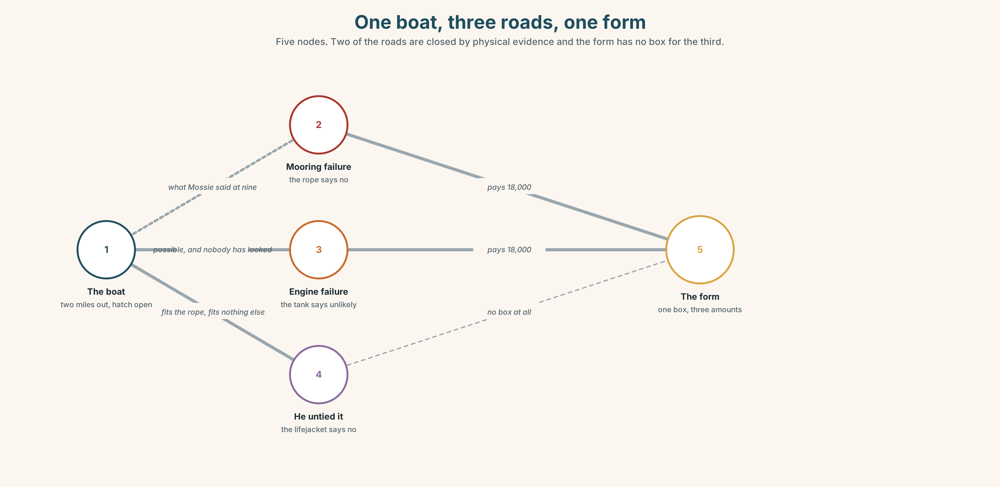 One boat, three roads, one form
Five nodes. Two of the roads are closed by physical evidence and the form has no box for the third.
2
Mooring failure
the rope says no
what Mossie said at nine
pays 18,000
1
The boat
two miles out, hatch open
possible, and nobody has looked
3
Engine failure
the tank says unlikely
pays 18,000
5
The form
one box, three amounts
fits the rope, fits nothing else
no box at all
4
He untied it
the lifejacket says no